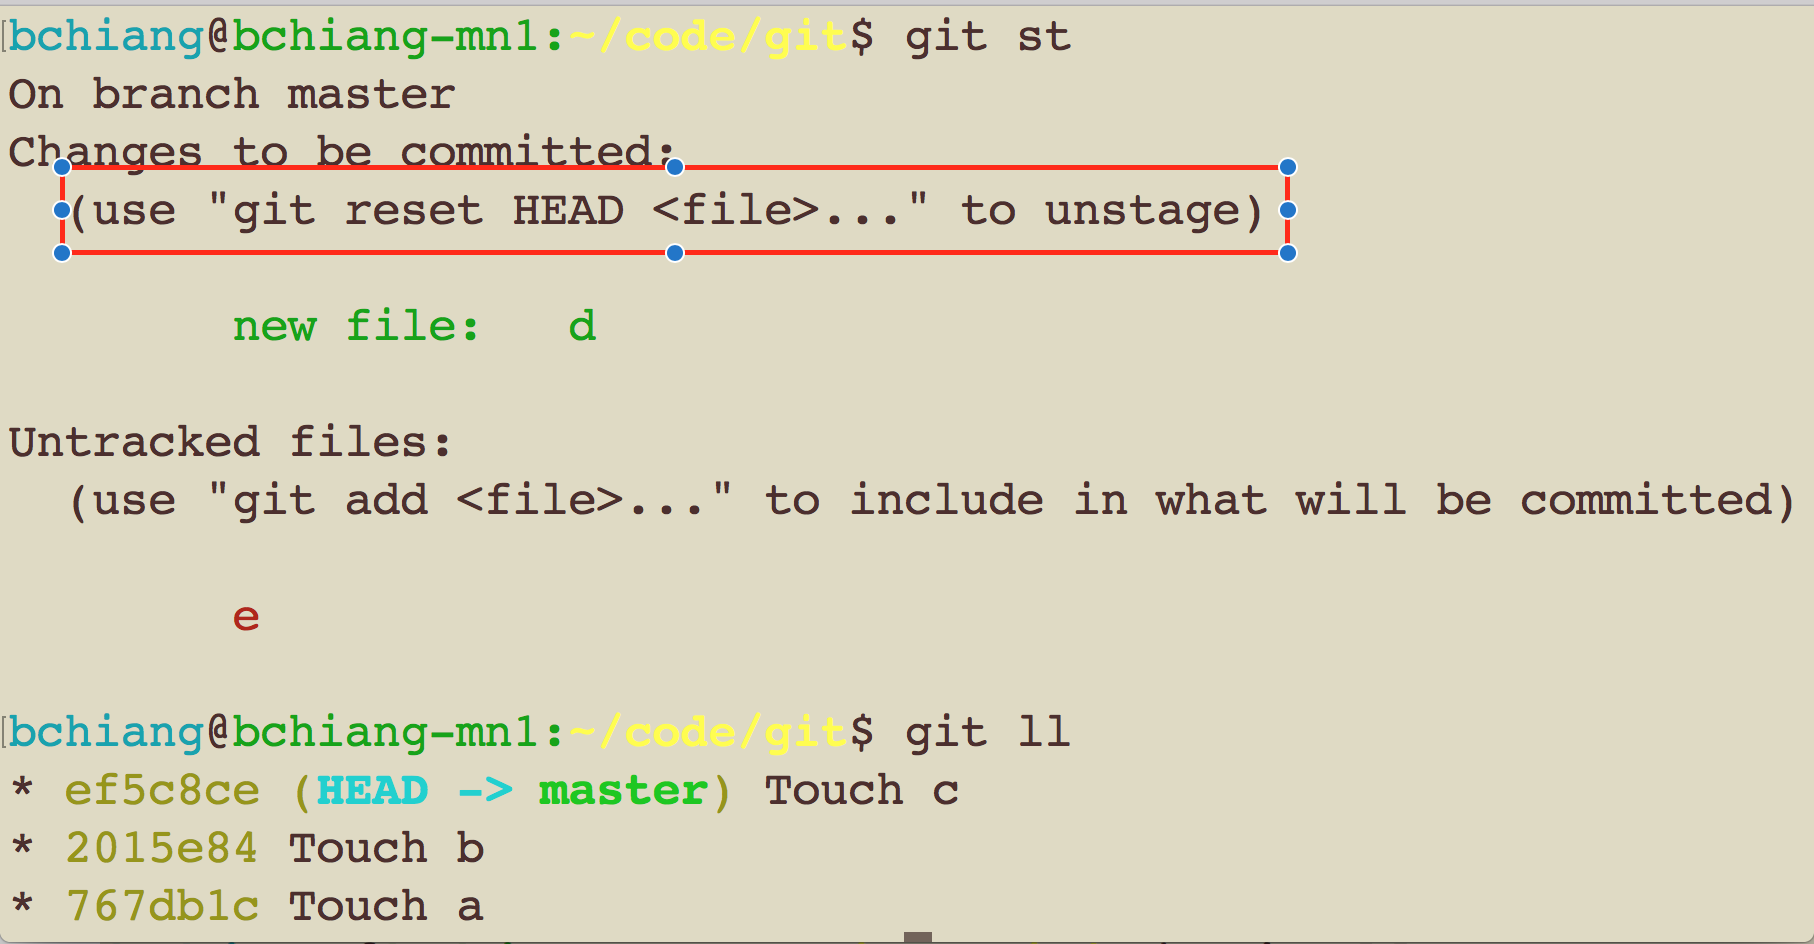 bchiang@bchiang-mn1:~/code/git$ git st
On branch master
Changes to be committed:
  (use "git reset HEAD <file>..." to unstage)

        new file:   d

Untracked files:
  (use "git add <file>..." to include in what will be committed)

        e

bchiang@bchiang-mn1:~/code/git$ git ll
* ef5c8ce (HEAD -> master) Touch c
* 2015e84 Touch b
* 767db1c Touch a